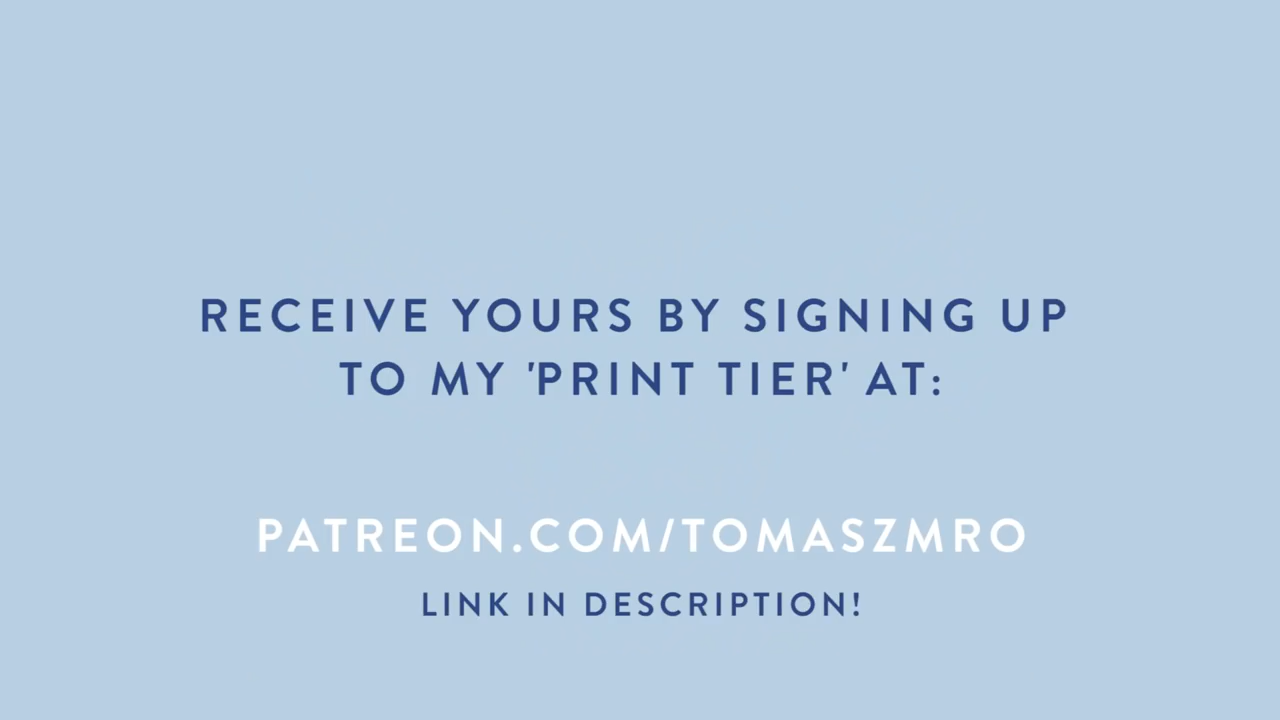 RECEIVE YOURS BY SIGNING UP
TO MY 'PRINT TIER' AT:
PATREON.COM/TOMASZMRO
LINK IN DESCRIPTION!